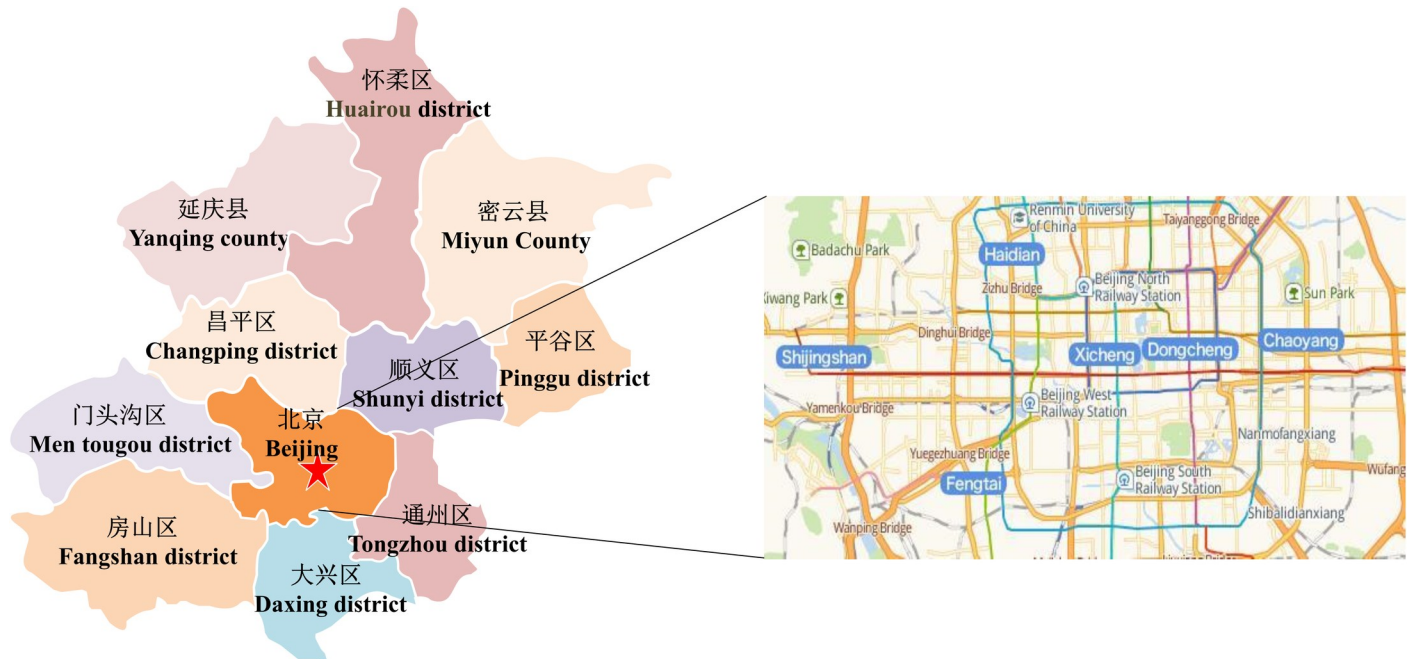 怀柔区
Huairou district
延庆县
Yanqing county
密云县
Miyun County
昌平区
Changping district
顺义区
Shunyi district
平谷区
Pinggu district
门头沟区
Men tougou district
北京
Beijing
房山区
Fangshan district
通州区
Tongzhou district
大兴区
Daxing district
Renmin University
of China
Taiyanggong Bridge
Badachu Park
Haidian
Zizhu Bridge
Beijing North
Railway Station
Xiwang Park
Sun Park
Dinghui Bridge
Shijingshan
Xicheng
Dongcheng
Chaoyang
Yamenkou Bridge
Beijing West
Railway Station
Nanmofangxiang
Yuegezhuang Bridge
Fengtai
Beijing South
Railway Station
Wufang
Shibalidianxiang
Wanping Bridge